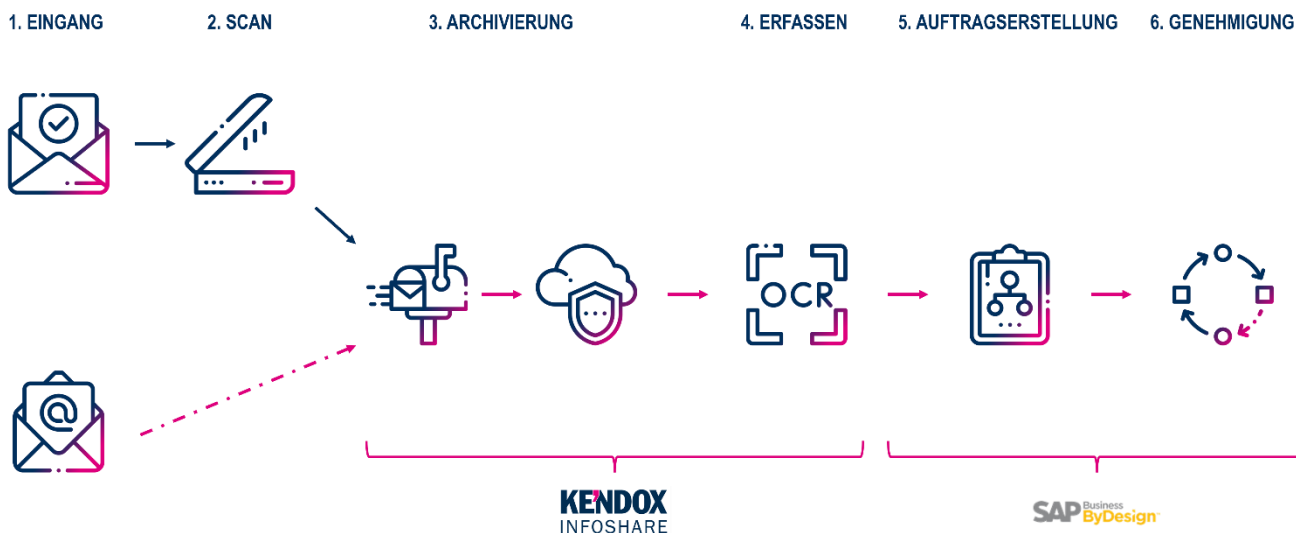 1. EINGANG
2. SCAN
3. ARCHIVIERUNG
4. ERFASSEN
5. AUFTRAGSERSTELLUNG
6. GENEHMIGUNG
@
OCR
KENDOX
INFOSHARE
SAP Business ByDesign